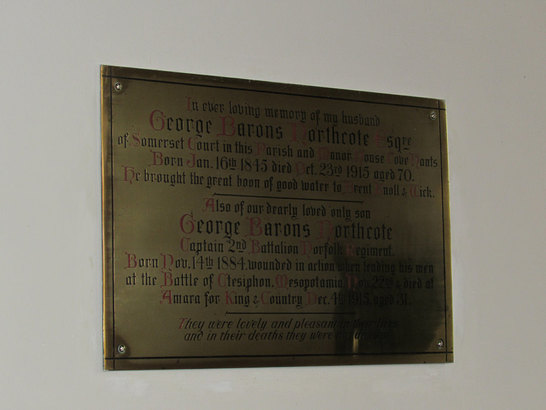 In ever loving memory of my husband
George Barons Northcote Esqre
of Somerset Court in this Parish and Manor House Hants
Born Jan. 16th 1845 died Oct. 23rd 1915 aged 70.
He brought the great boon of good water to Brent Knoll & Wick.
Also of our dearly loved only son
George Barons Northcote
Captain 2nd Battalion Norfolk Regiment.
Born Nov. 14th 1884, wounded in action when leading his men
at the Battle of Ctesiphon, Mesopotamia, Nov. 22nd & died at
Amara for King & Country Dec. 4th 1915, aged 31.
They were lovely and pleasant in their lives
and in their deaths they were not divided